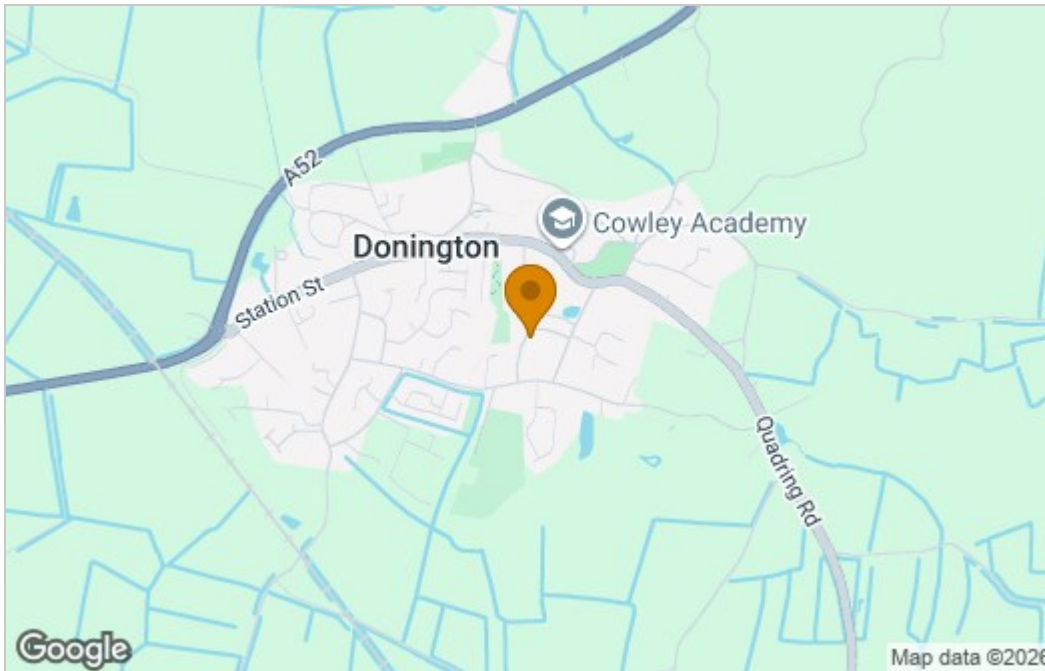 A52
Cowley Academy
Donington
Station St
Quadring Rd
Google
Map data ©2026